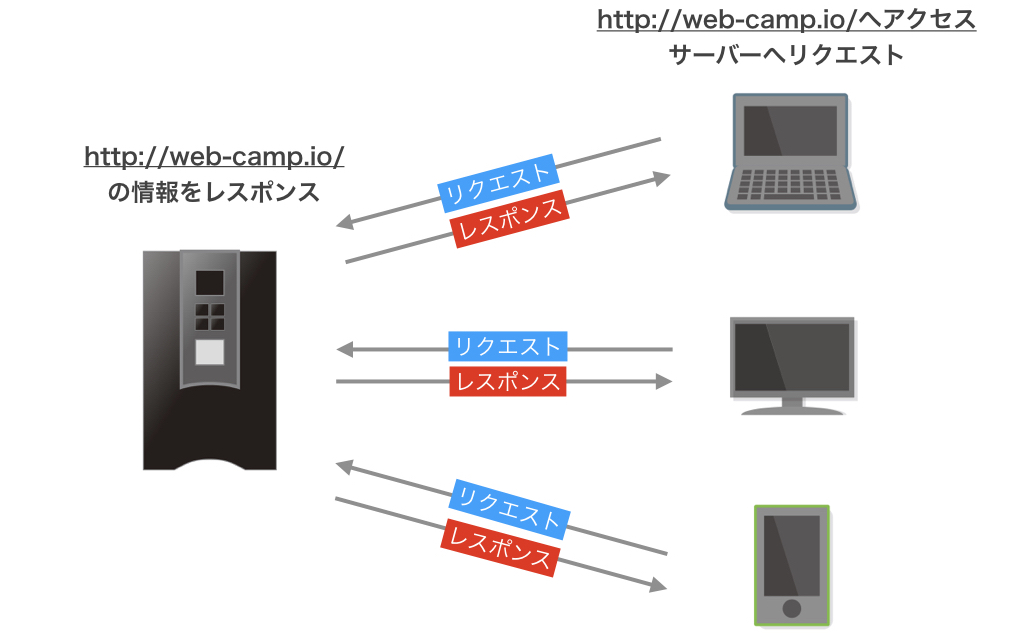 http://web-camp.io/へアクセス
サーバーへリクエスト
http://web-camp.io/
の情報をレスポンス
リクエスト
レスポンス
リクエスト
レスポンス
リクエスト
レスポンス